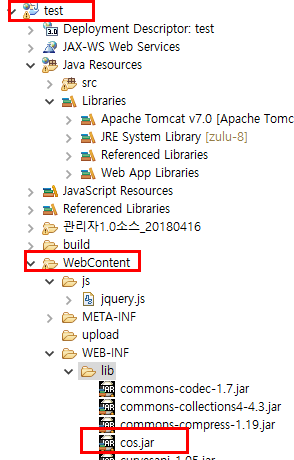 test
Deployment Descriptor: test
JAX-WS Web Services
Java Resources
src
Libraries
Apache Tomcat v7.0 [Apache Tomc
JRE System Library [zulu-8]
Referenced Libraries
Web App Libraries
JavaScript Resources
Referenced Libraries
관리자1.0소스_20180416
build
WebContent
js
jquery.js
META-INF
upload
WEB-INF
lib
commons-codec-1.7.jar
commons-collections4-4.3.jar
commons-compress-1.19.jar
cos.jar
curvesapi-1.05.jar